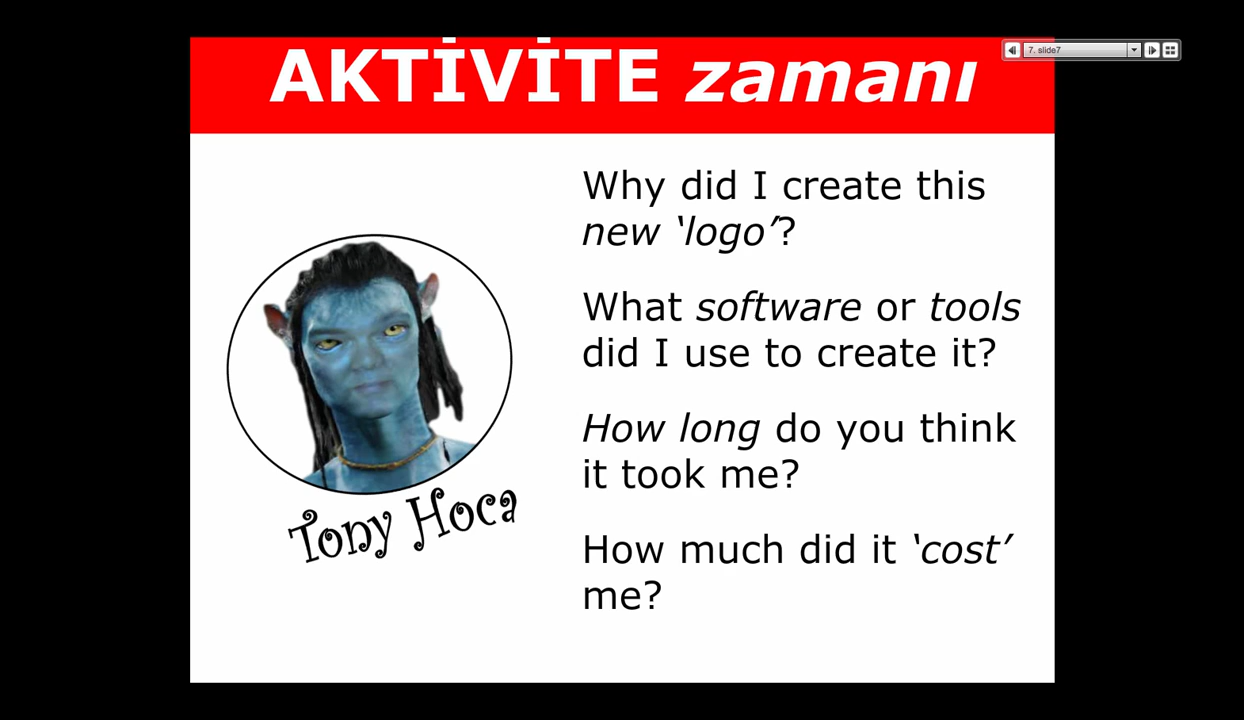 AKTİVİTE zamanı
7. slide7
Why did I create this
new ‘logo’?
What software or tools
did I use to create it?
How long do you think
it took me?
How much did it ‘cost’
me?
Tony Hoca